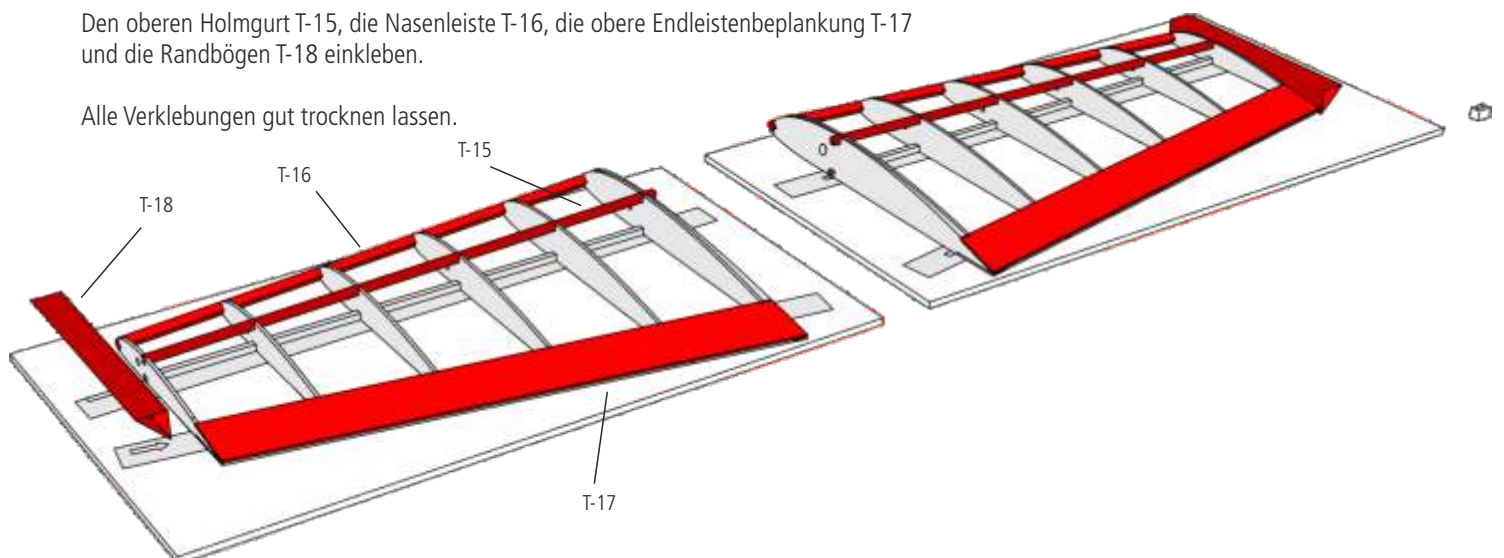 Den oberen Holmgurt T-15, die Nasenleiste T-16, die obere Endleistenbeplankung T-17
und die Randbögen T-18 einkleben.
Alle Verklebungen gut trocknen lassen.
T-15
T-16
T-18
T-17